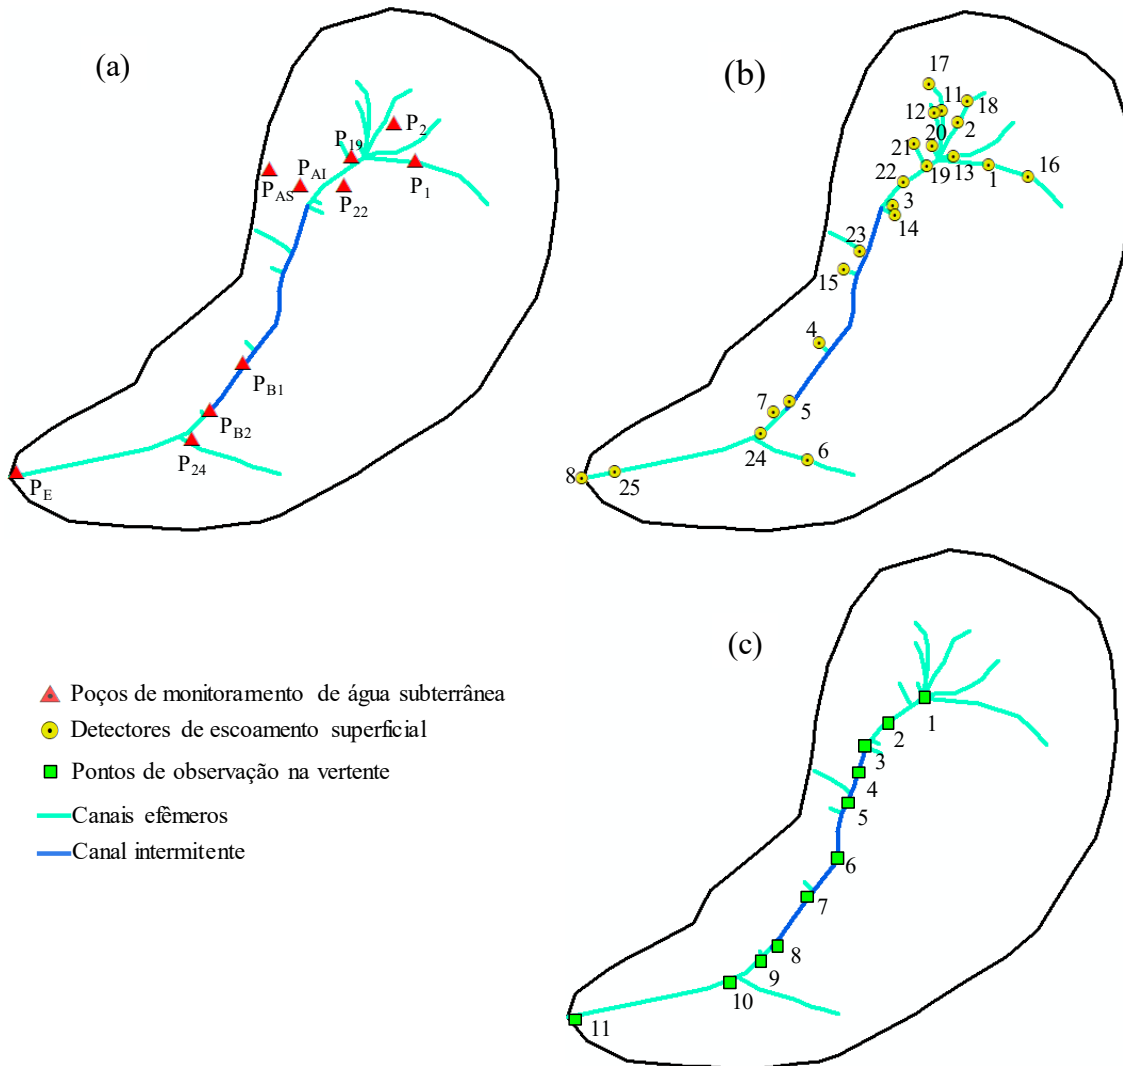 (a)
P2
P19
PAI
PAS
P22
P1
PB1
PB2
P24
PE
(b)
17
11
18
12
2
20
21
13
16
22
19
1
3
14
23
15
4
7
5
24
6
8
25
(c)
1
2
3
4
5
6
7
8
9
10
11
Poços de monitoramento de água subterrânea
Detectores de escoamento superficial
Pontos de observação na vertente
Canais efêmeros
Canal intermitente